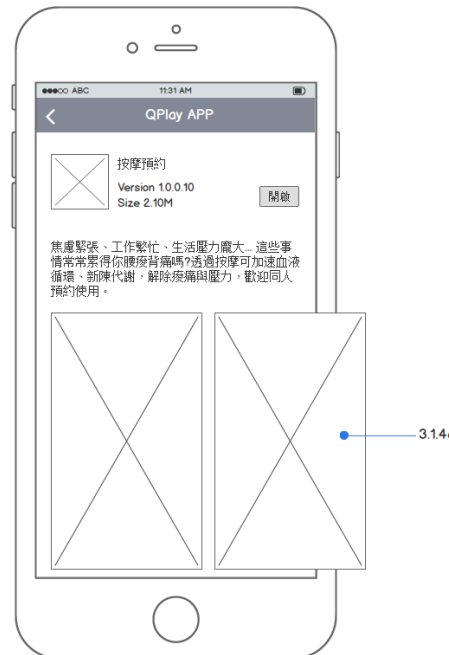 ABC 11:31 AM
QPlay APP
按摩預約
Version 1.0.0.10
Size 2.10M
開啟
焦慮緊張、工作繁忙、生活壓力龐大... 這些事
情常常累得你腰痠背痛嗎?透過按摩可加速血液
循環、新陳代謝，解除痠痛與壓力，歡迎同人
預約使用。
3.1.4